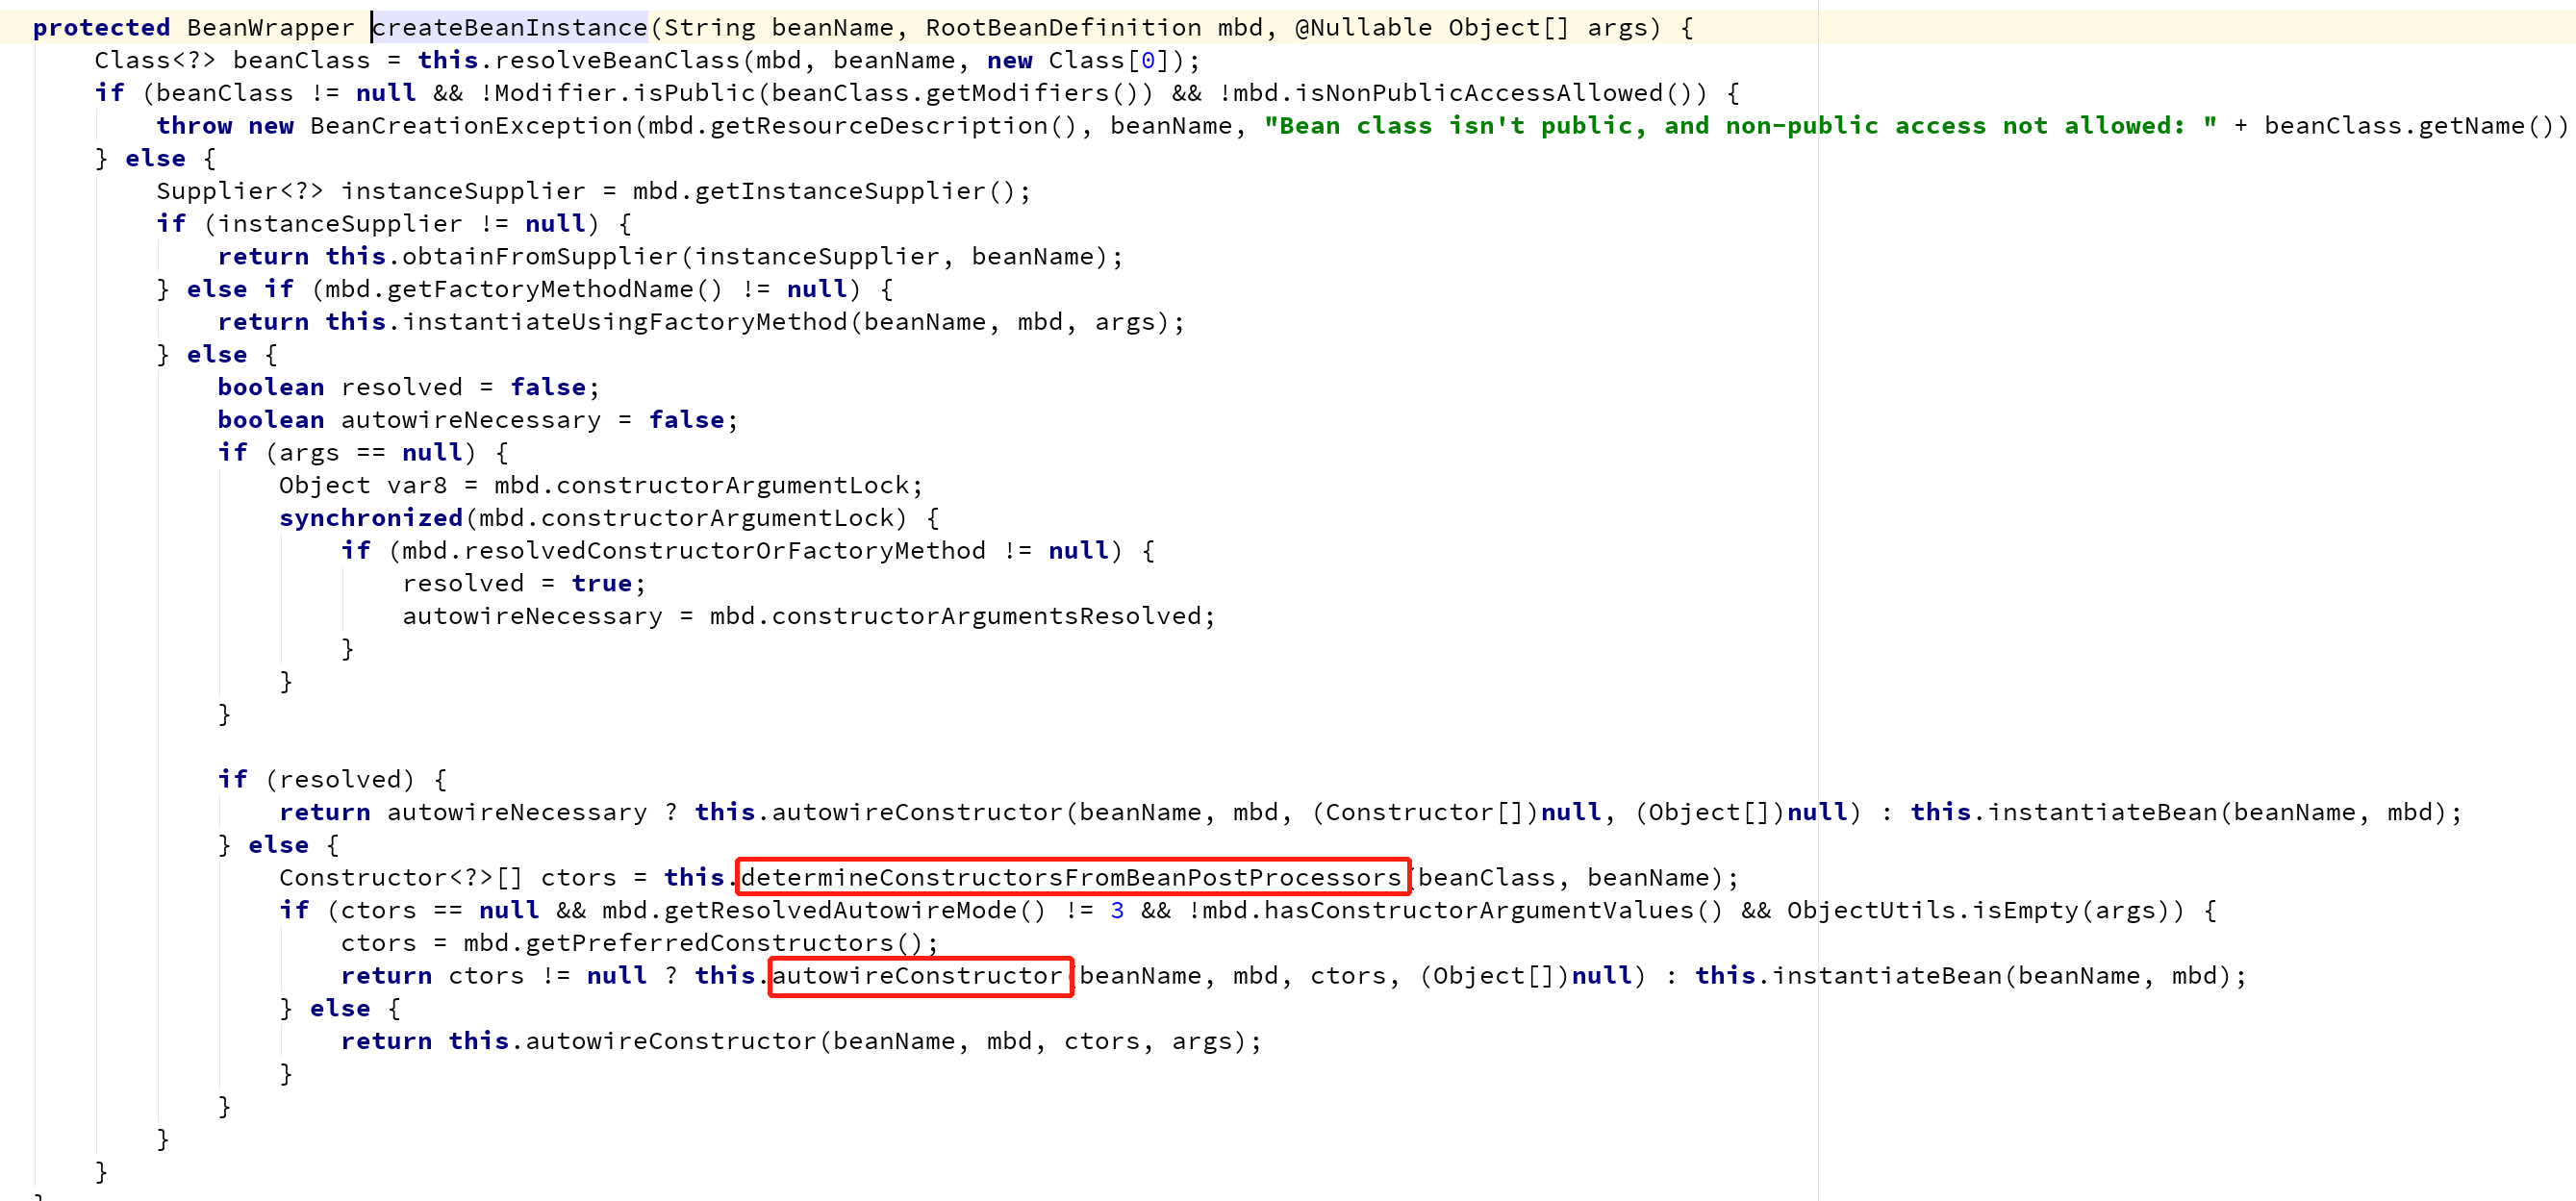 protected BeanWrapper createBeanInstance(String beanName, RootBeanDefinition mbd, @Nullable Object[] args) {
    Class<?> beanClass = this.resolveBeanClass(mbd, beanName, new Class[0]);
    if (beanClass != null && !Modifier.isPublic(beanClass.getModifiers()) && !mbd.isNonPublicAccessAllowed()) {
        throw new BeanCreationException(mbd.getResourceDescription(), beanName, "Bean class isn't public, and non-public access not allowed: " + beanClass.getName())
    } else {
        Supplier<?> instanceSupplier = mbd.getInstanceSupplier();
        if (instanceSupplier != null) {
            return this.obtainFromSupplier(instanceSupplier, beanName);
        } else if (mbd.getFactoryMethodName() != null) {
            return this.instantiateUsingFactoryMethod(beanName, mbd, args);
        } else {
            boolean resolved = false;
            boolean autowireNecessary = false;
            if (args == null) {
                Object var8 = mbd.constructorArgumentLock;
                synchronized(mbd.constructorArgumentLock) {
                    if (mbd.resolvedConstructorOrFactoryMethod != null) {
                        resolved = true;
                        autowireNecessary = mbd.constructorArgumentsResolved;
                    }
                }
            }

            if (resolved) {
                return autowireNecessary ? this.autowireConstructor(beanName, mbd, (Constructor[])null, (Object[])null) : this.instantiateBean(beanName, mbd);
            } else {
                Constructor<?>[] ctors = this.determineConstructorsFromBeanPostProcessors(beanClass, beanName);
                if (ctors == null && mbd.getResolvedAutowireMode() != 3 && !mbd.hasConstructorArgumentValues() && ObjectUtils.isEmpty(args)) {
                    ctors = mbd.getPreferredConstructors();
                    return ctors != null ? this.autowireConstructor(beanName, mbd, ctors, (Object[])null) : this.instantiateBean(beanName, mbd);
                } else {
                    return this.autowireConstructor(beanName, mbd, ctors, args);
                }
            }
        }
    }